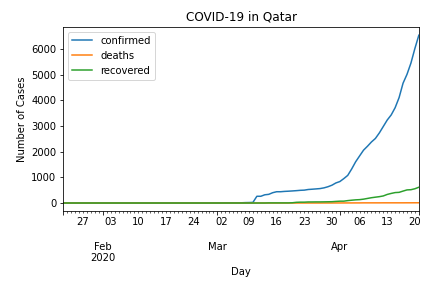 COVID-19 in Qatar
confirmed
deaths
recovered
Number of Cases
6000
5000
4000
3000
2000
1000
0
27 03 10 17 24 02 09 16 23 30 06 13 20
Feb Mar Apr
2020
Day